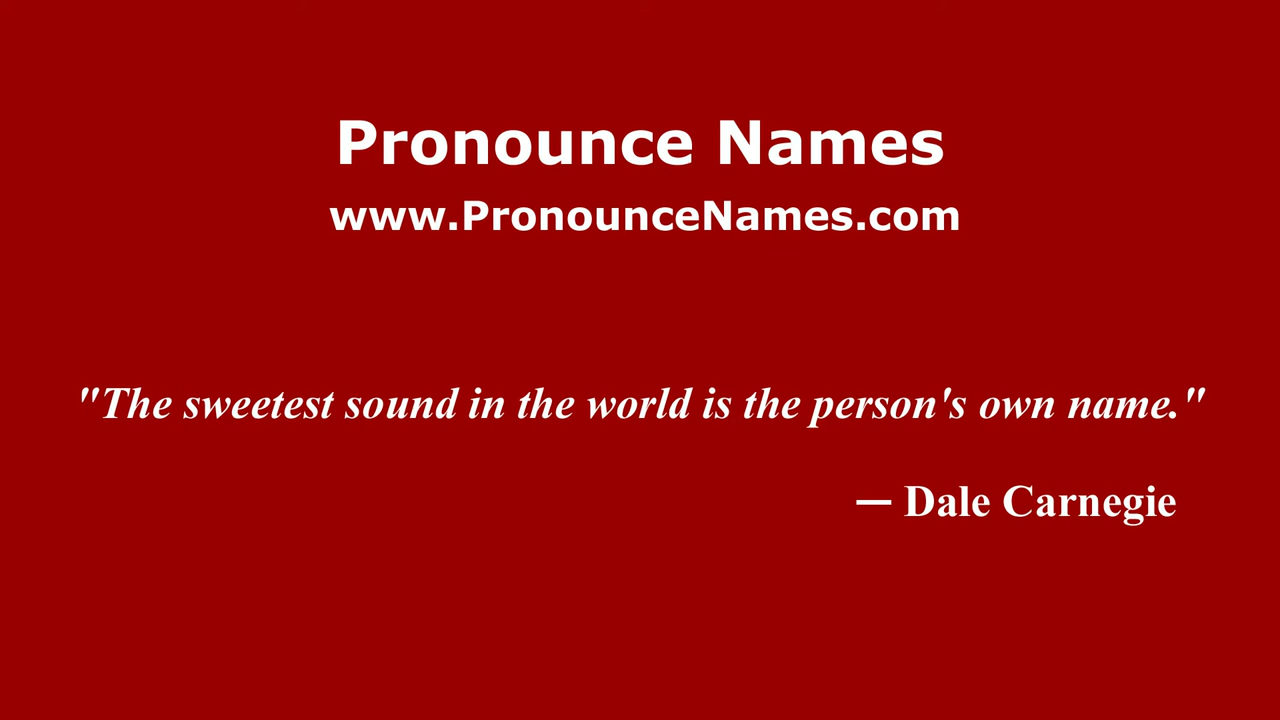 Pronounce Names
www.PronounceNames.com
"The sweetest sound in the world is the person's own name."
— Dale Carnegie